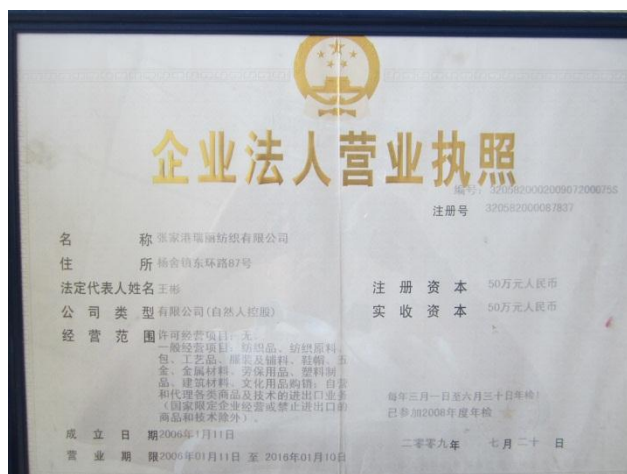 企业法人营业执照
编号: 320582000200907200075S
注册号 320582000087837
名 称 张家港瑞丽纺织有限公司
住 所 杨舍镇东环路87号
法定代表人姓名 王彬
注 册 资 本 50万元人民币
公 司 类 型 有限公司(自然人控股)
实 收 资 本 50万元人民币
经 营 范 围 许可经营项目:无。
一般经营项目:纺织品、纺织原料、
包、工艺品、服装及辅料、鞋帽、五
金、金属材料、劳保用品、塑料制
品、建筑材料、文化用品购销;自营
和代理各类商品及技术的进出口业务
(国家限定企业经营或禁止进出口的
商品和技术除外)。
每年三月一日至六月三十日年检
已参加2008年度年检
成 立 日 期 2006年1月11日
二零零九年 七月二十 日
营 业 期 限 2006年01月11日 至 2016年01月10日